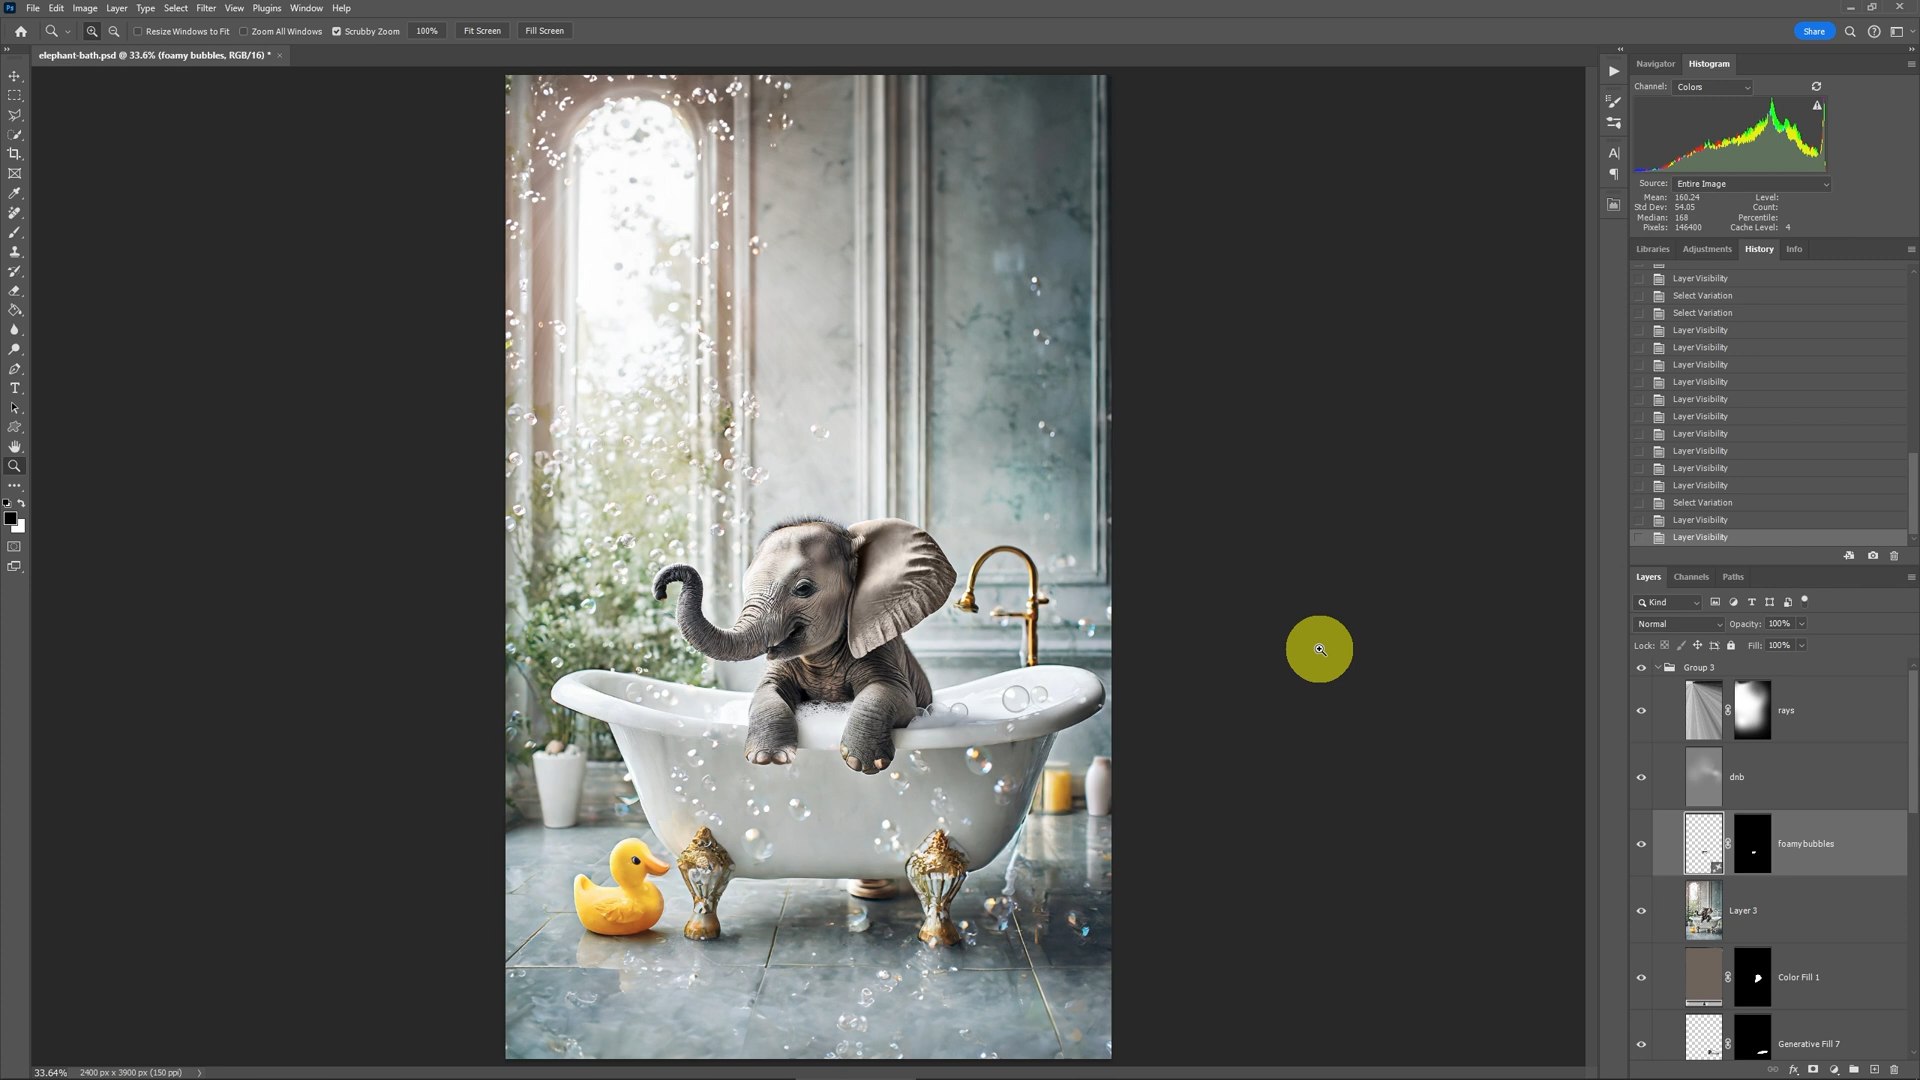 Ps File Edit Image Layer Type Select Filter View Plugins Window Help
Resize Windows to Fit Zoom All Windows Scrubby Zoom 100% Fit Screen Fill Screen Share
elephant-bath.psd @ 33.6% (foamy bubbles, RGB/16) * ×
Navigator Histogram
Channel: Colors
Source: Entire Image
Mean: 160.24 Level:
Std Dev: 54.05 Count:
Median: 168 Percentile:
Pixels: 146400 Cache Level: 4
Libraries Adjustments History Info
Layer Visibility
Select Variation
Select Variation
Layer Visibility
Layer Visibility
Layer Visibility
Layer Visibility
Layer Visibility
Layer Visibility
Layer Visibility
Layer Visibility
Layer Visibility
Layer Visibility
Select Variation
Layer Visibility
Layer Visibility
Layers Channels Paths
Kind
Normal Opacity: 100%
Lock: Fill: 100%
Group 3
rays
dnb
foamy bubbles
Layer 3
Color Fill 1
Generative Fill 7
33.64% 2400 px x 3900 px (150 ppi)